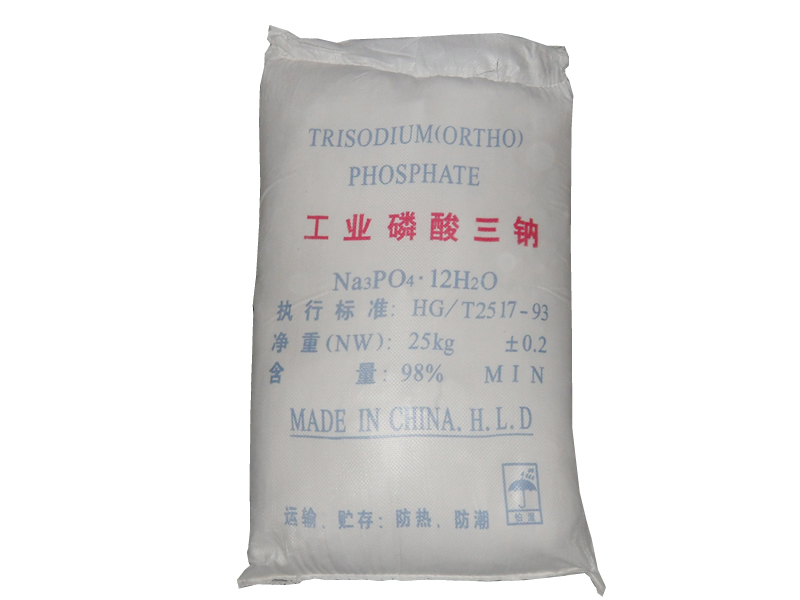 TRISODIUM(ORTHO)
PHOSPHATE
工业磷酸三钠
Na3PO4·12H2O
执行标准: HG/T2517-93
净重(NW): 25kg ±0.2
含 量: 98% MIN
MADE IN CHINA. H.L.D
怕湿
运输、贮存: 防热、防潮